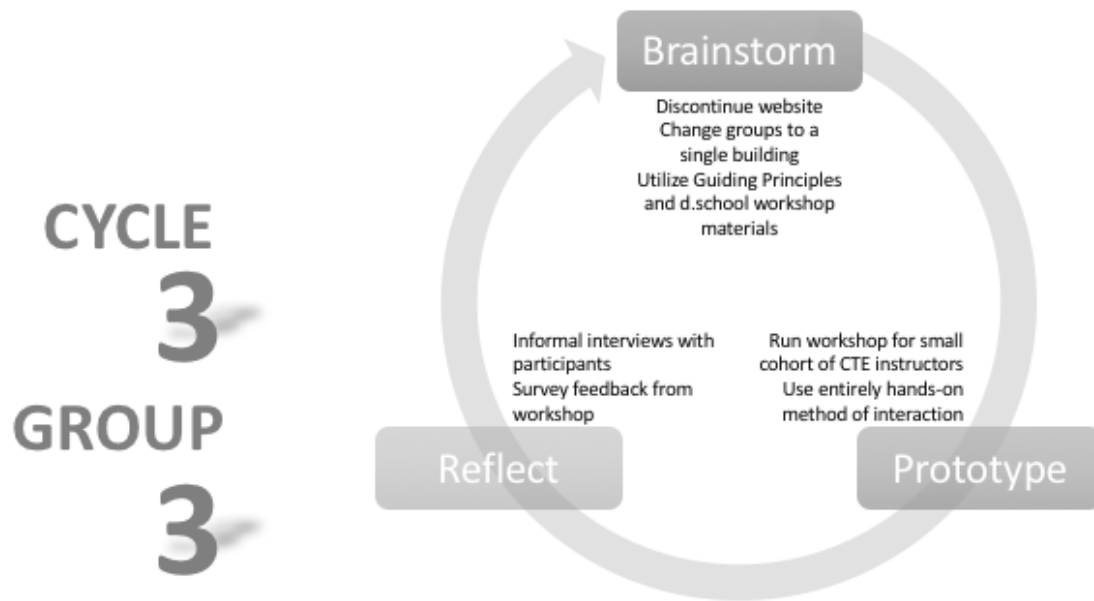 CYCLE
3
GROUP
3
Brainstorm
Discontinue website
Change groups to a
single building
Utilize Guiding Principles
and d.school workshop
materials
Informal interviews with
participants
Survey feedback from
workshop
Reflect
Run workshop for small
cohort of CTE instructors
Use entirely hands-on
method of interaction
Prototype